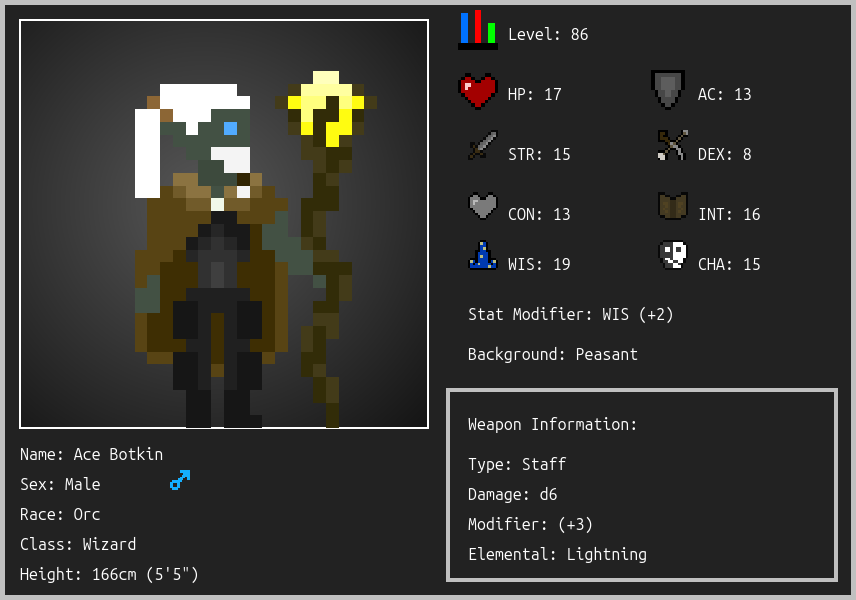 Level: 86
HP: 17
AC: 13
STR: 15
DEX: 8
CON: 13
INT: 16
WIS: 19
CHA: 15
Stat Modifier: WIS (+2)
Background: Peasant
Weapon Information:
Type: Staff
Damage: d6
Modifier: (+3)
Elemental: Lightning
Name: Ace Botkin
Sex: Male
Race: Orc
Class: Wizard
Height: 166cm (5'5")